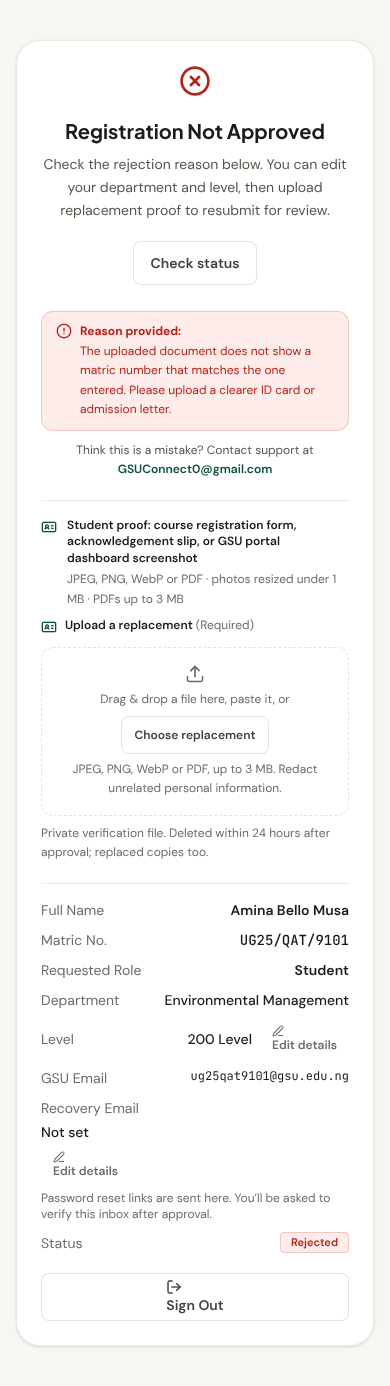 Registration Not Approved
Check the rejection reason below. You can edit
your department and level, then upload
replacement proof to resubmit for review.
Check status
Reason provided:
The uploaded document does not show a
matric number that matches the one
entered. Please upload a clearer ID card or
admission letter.
Think this is a mistake? Contact support at
GSUConnect0@gmail.com
Student proof: course registration form,
acknowledgement slip, or GSU portal
dashboard screenshot
JPEG, PNG, WebP or PDF · photos resized under 1
MB · PDFs up to 3 MB
Upload a replacement (Required)
Drag & drop a file here, paste it, or
Choose replacement
JPEG, PNG, WebP or PDF, up to 3 MB. Redact
unrelated personal information.
Private verification file. Deleted within 24 hours after
approval; replaced copies too.
Full Name Amina Bello Musa
Matric No. UG25/QAT/9101
Requested Role Student
Department Environmental Management
Level 200 Level Edit details
GSU Email ug25qat9101@gsu.edu.ng
Recovery Email
Not set
Edit details
Password reset links are sent here. You'll be asked to
verify this inbox after approval.
Status Rejected
Sign Out